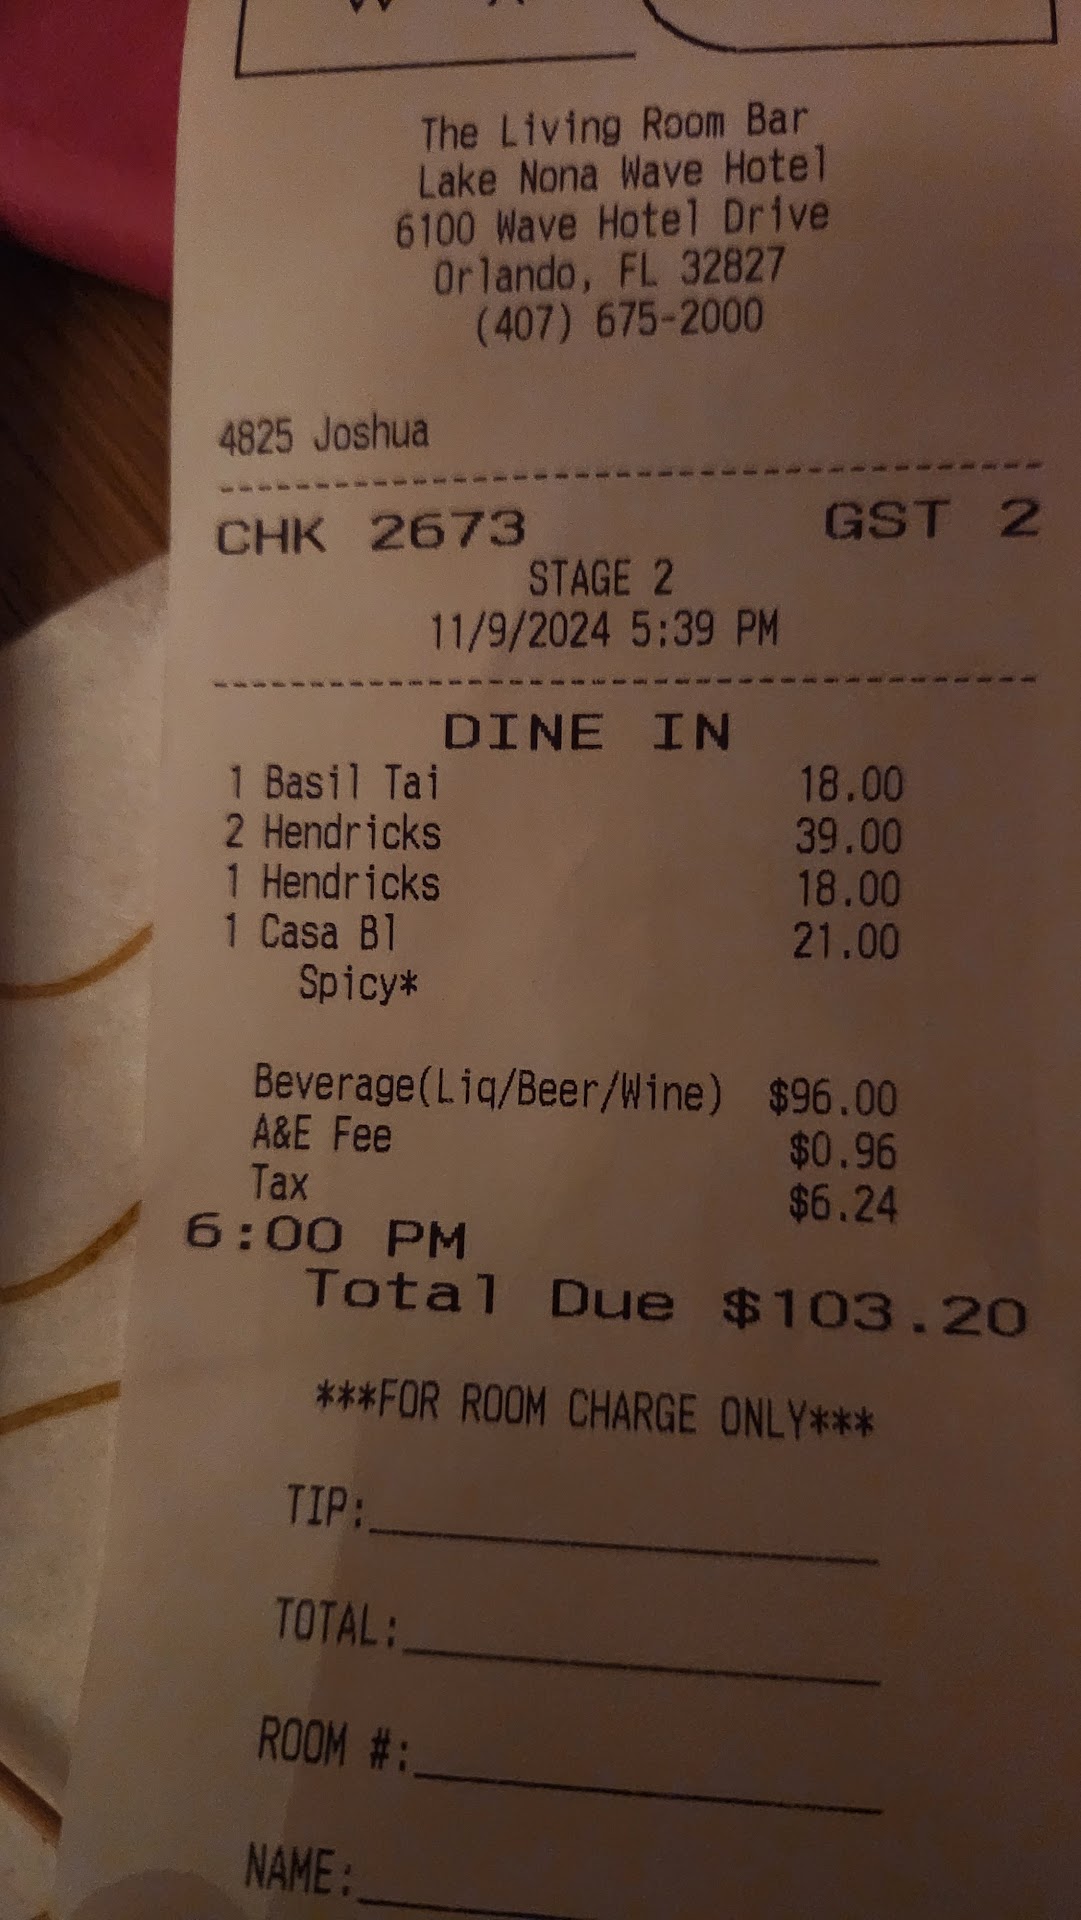 The Living Room Bar
Lake Nona Wave Hotel
6100 Wave Hotel Drive
Orlando, FL 32827
(407) 675-2000
4825 Joshua
CHK 2673 GST 2
STAGE 2
11/9/2024 5:39 PM
DINE IN
1 Basil Tai 18.00
2 Hendricks 39.00
1 Hendricks 18.00
1 Casa Bl 21.00
Spicy*
Beverage(Liq/Beer/Wine) $96.00
A&E Fee $0.96
Tax $6.24
6:00 PM
Total Due $103.20
***FOR ROOM CHARGE ONLY***
TIP:
TOTAL:
ROOM #:
NAME: